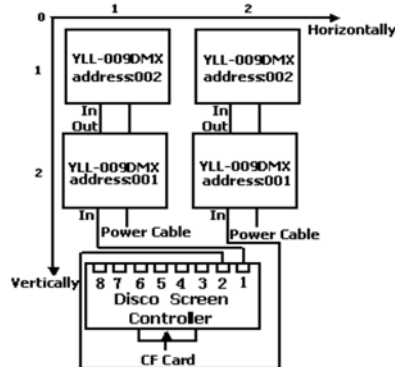 0 1 2
Horizontally
1
YLL-009DMX YLL-009DMX
address:002 address:002
In In
Out Out
2
YLL-009DMX YLL-009DMX
address:001 address:001
In In
Power Cable Power Cable
Vertically
8 7 6 5 4 3 2 1
Disco Screen
Controller
CF Card